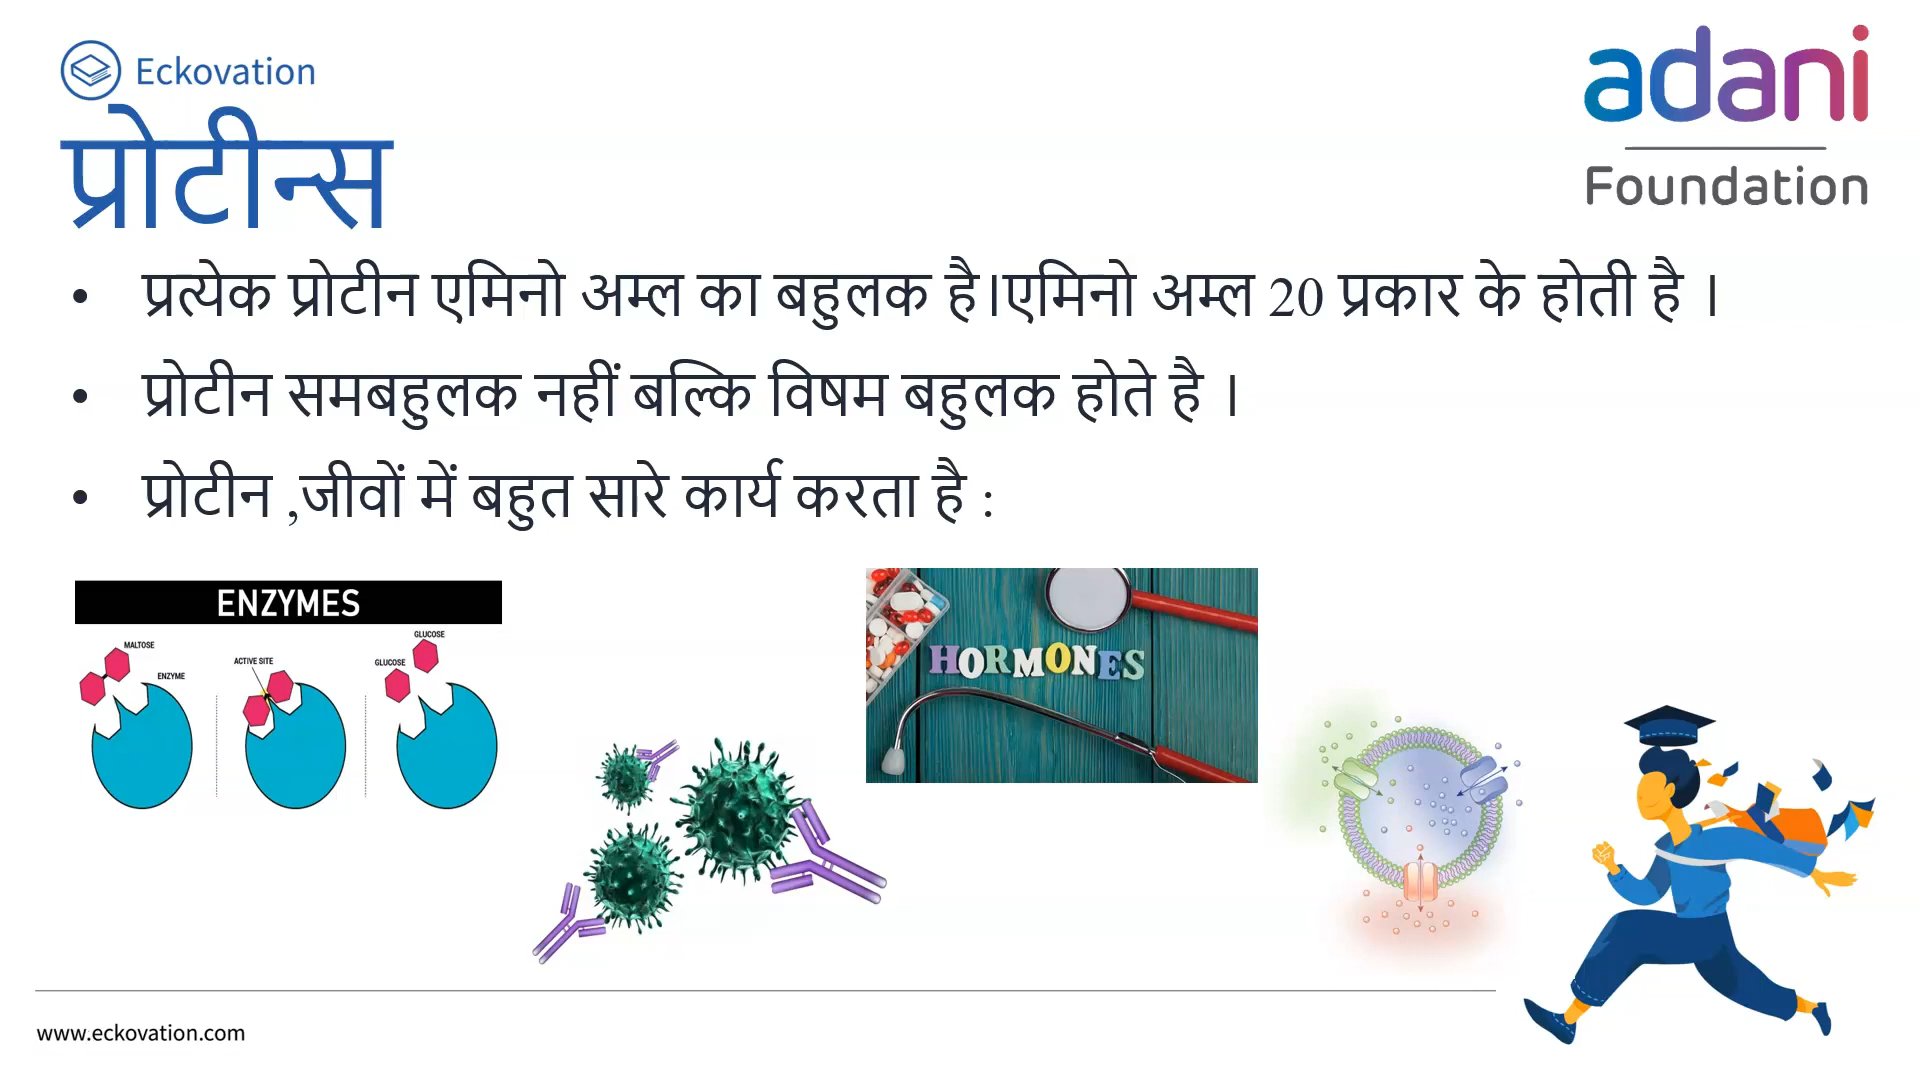 Eckovation
adani
Foundation
प्रोटीन्स
• प्रत्येक प्रोटीन एमिनो अम्ल का बहुलक है।एमिनो अम्ल 20 प्रकार के होती है ।
• प्रोटीन समबहुलक नहीं बल्कि विषम बहुलक होते है ।
• प्रोटीन ,जीवों में बहुत सारे कार्य करता है :
ENZYMES
MALTOSE
ENZYME
ACTIVE SITE
GLUCOSE
GLUCOSE
HORMONES
www.eckovation.com